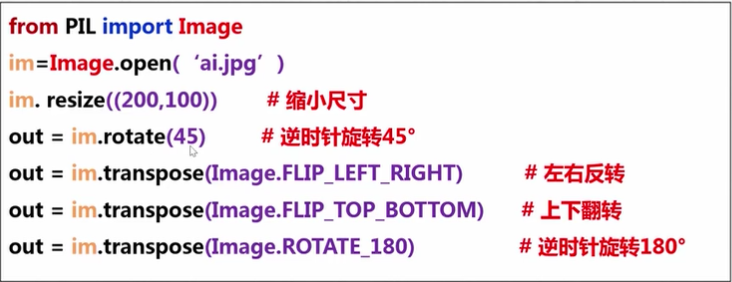 from PIL import Image
im=Image.open(‘ai.jpg’)
im. resize((200,100)) # 缩小尺寸
out = im.rotate(45) # 逆时针旋转45°
out = im.transpose(Image.FLIP_LEFT_RIGHT) # 左右反转
out = im.transpose(Image.FLIP_TOP_BOTTOM) # 上下翻转
out = im.transpose(Image.ROTATE_180) # 逆时针旋转180°